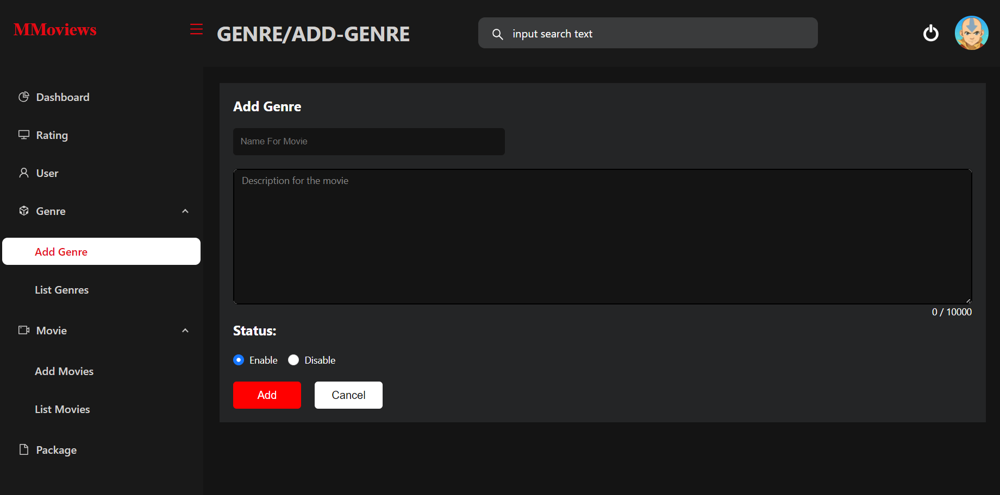 MMoviews
GENRE/ADD-GENRE
input search text
Dashboard
Rating
User
Genre
Add Genre
List Genres
Movie
Add Movies
List Movies
Package
Add Genre
Name For Movie
Description for the movie
0 / 10000
Status:
Enable Disable
Add Cancel